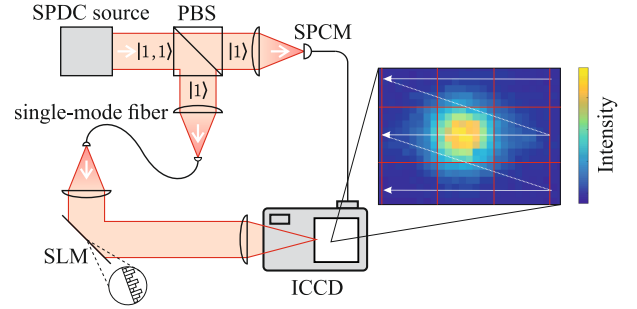 SPDC source
PBS
SPCM
|1,1⟩
|1⟩
|1⟩
single-mode fiber
Intensity
SLM
ICCD